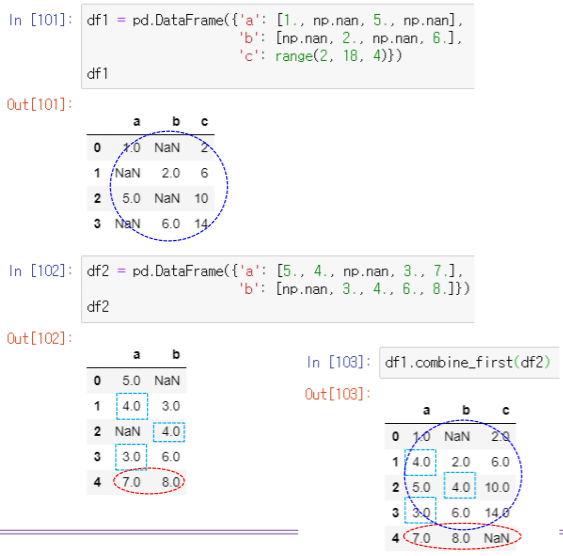 In [101]: df1 = pd.DataFrame({'a': [1., np.nan, 5., np.nan],
'b': [np.nan, 2., np.nan, 6.],
'c': range(2, 18, 4)})
df1
Out[101]:
a b c
0 1.0 NaN 2
1 NaN 2.0 6
2 5.0 NaN 10
3 NaN 6.0 14
In [102]: df2 = pd.DataFrame({'a': [5., 4., np.nan, 3., 7.],
'b': [np.nan, 3., 4., 6., 8.]})
df2
Out[102]:
a b
0 5.0 NaN
1 4.0 3.0
2 NaN 4.0
3 3.0 6.0
4 7.0 8.0
In [103]: df1.combine_first(df2)
Out[103]:
a b c
0 1.0 NaN 2.0
1 4.0 2.0 6.0
2 5.0 4.0 10.0
3 3.0 6.0 14.0
4 7.0 8.0 NaN